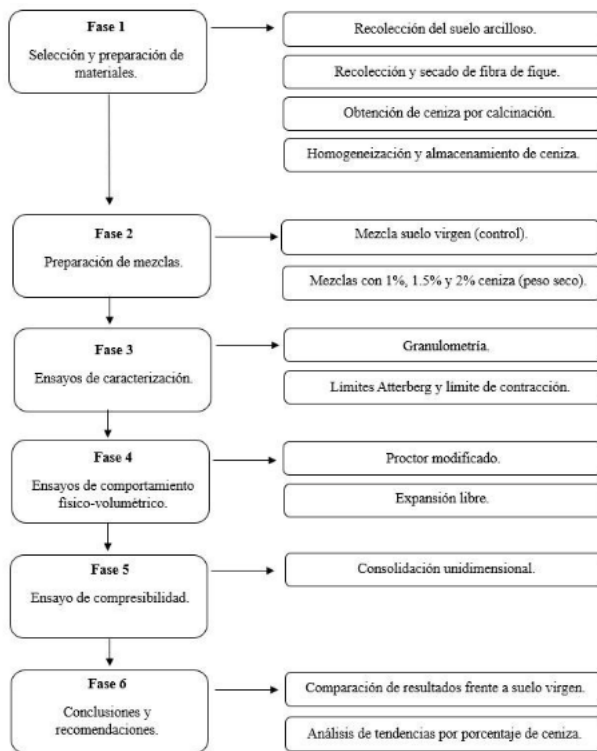 Fase 1
Selección y preparación de
materiales.
Recolección del suelo arcilloso.
Recolección y secado de fibra de fique.
Obtención de ceniza por calcinación.
Homogeneización y almacenamiento de ceniza.
Fase 2
Preparación de mezclas.
Mezcla suelo virgen (control).
Mezclas con 1%, 1.5% y 2% ceniza (peso seco).
Fase 3
Ensayos de caracterización.
Granulometría.
Límites Atterberg y límite de contracción.
Fase 4
Ensayos de comportamiento
físico-volumétrico.
Proctor modificado.
Expansión libre.
Fase 5
Ensayo de compresibilidad.
Consolidación unidimensional.
Fase 6
Conclusiones y
recomendaciones.
Comparación de resultados frente a suelo virgen.
Análisis de tendencias por porcentaje de ceniza.